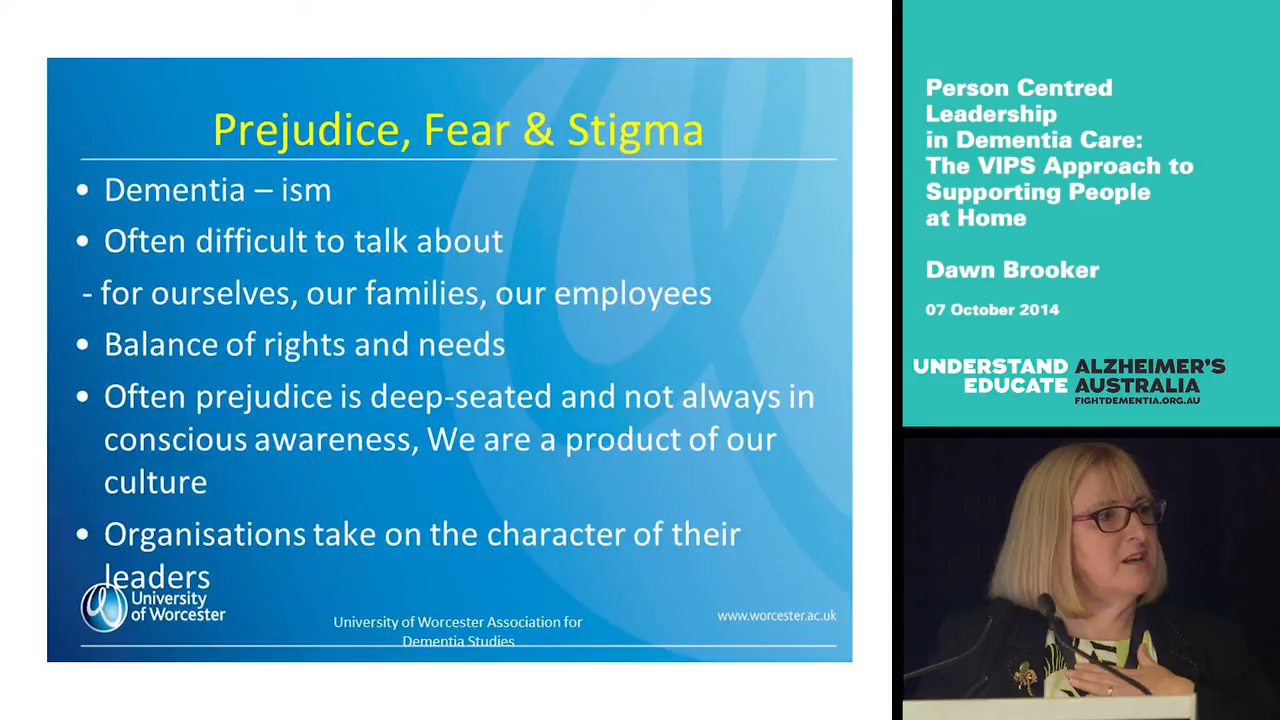 Prejudice, Fear & Stigma
• Dementia – ism
• Often difficult to talk about
- for ourselves, our families, our employees
• Balance of rights and needs
• Often prejudice is deep-seated and not always in
conscious awareness, We are a product of our
culture
• Organisations take on the character of their
leaders
University
of Worcester
University of Worcester Association for
Dementia Studies
www.worcester.ac.uk
Person Centred
Leadership
in Dementia Care:
The VIPS Approach to
Supporting People
at Home
Dawn Brooker
07 October 2014
UNDERSTAND ALZHEIMER'S
EDUCATE AUSTRALIA
FIGHTDEMENTIA.ORG.AU